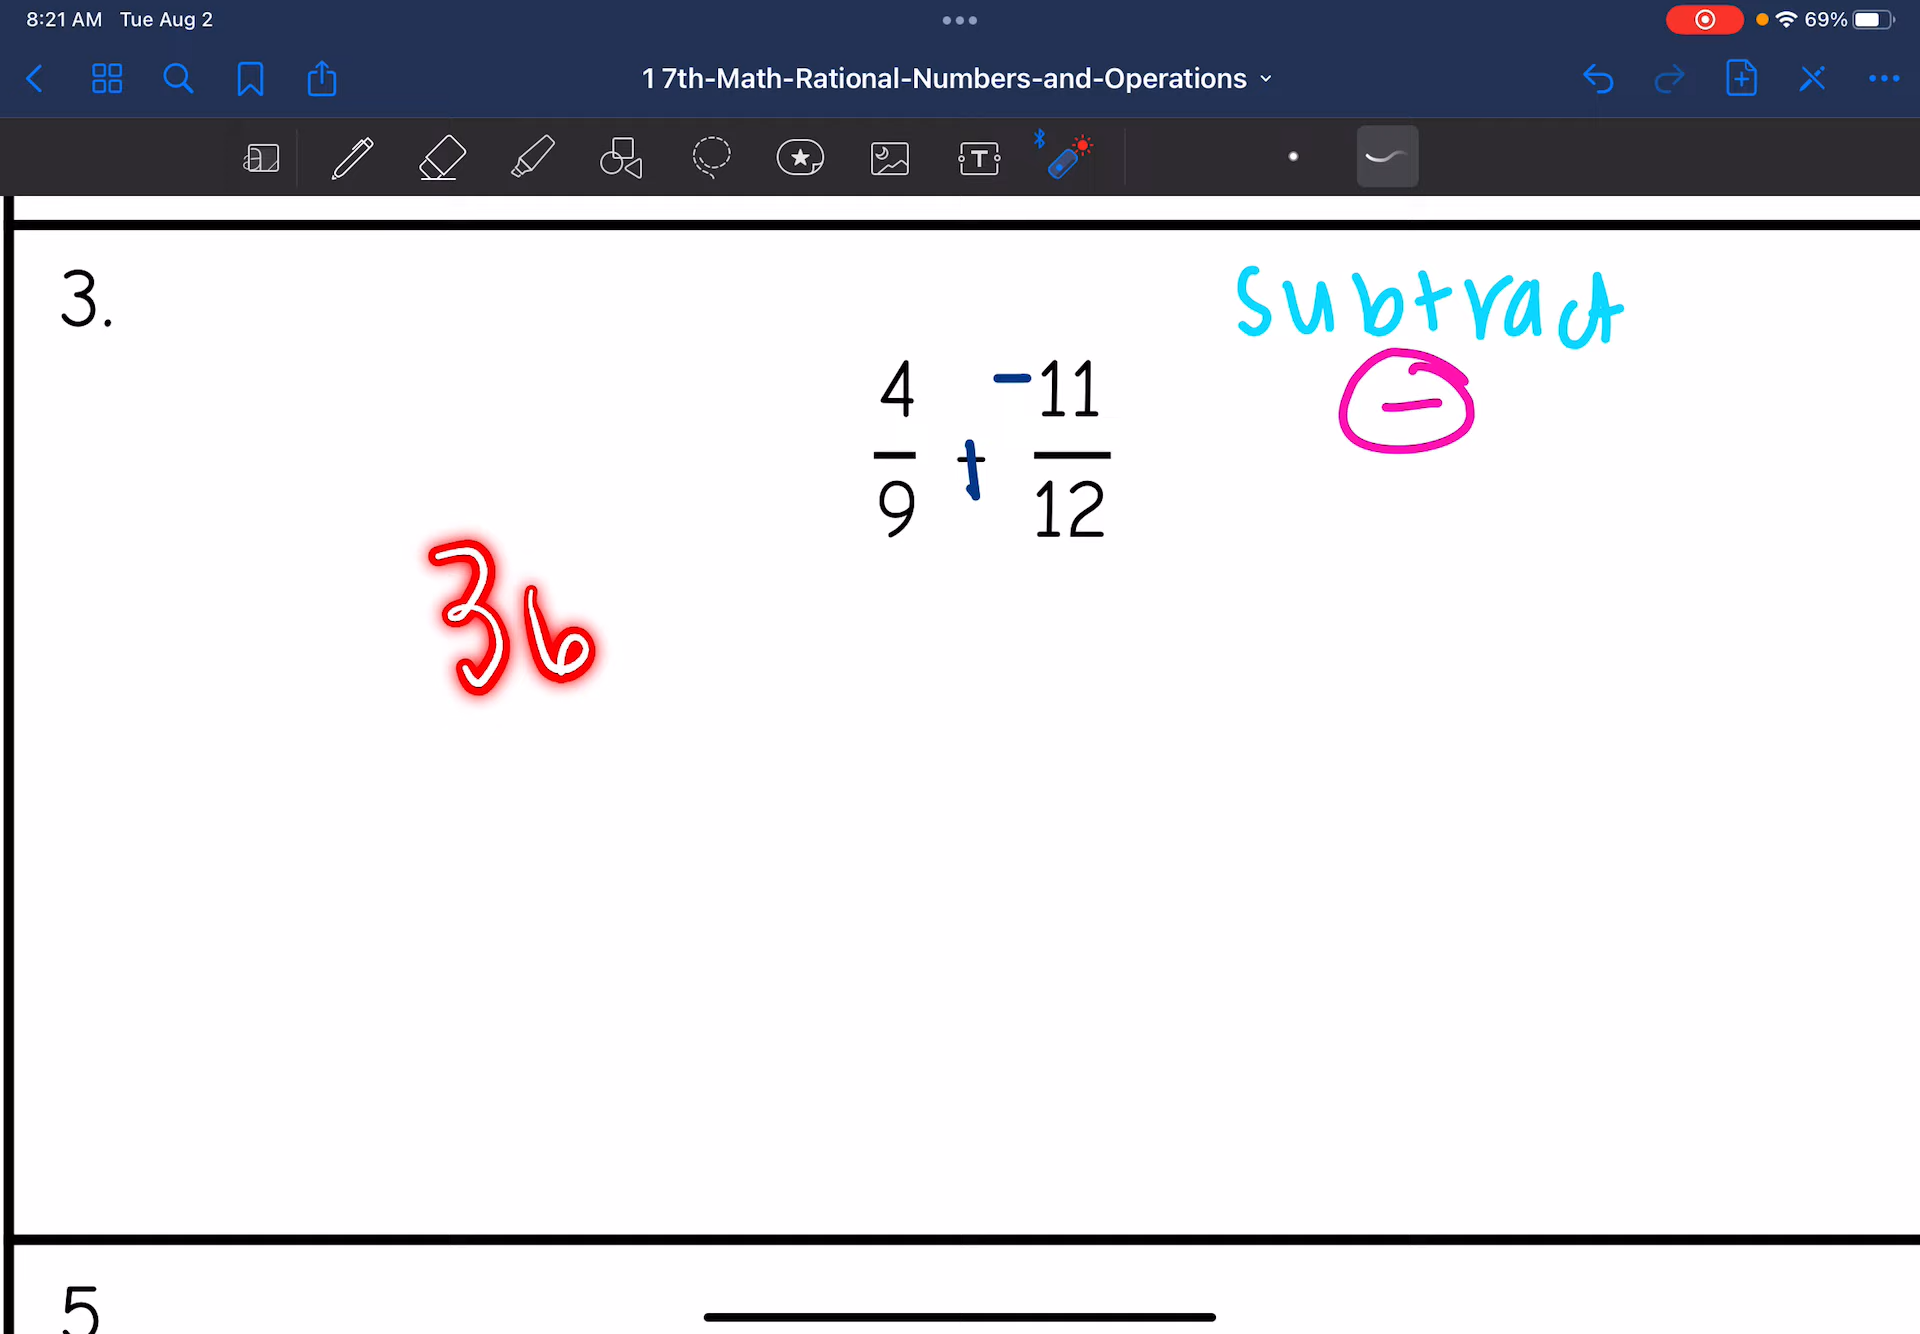 8:21 AM Tue Aug 2
69%
1 7th-Math-Rational-Numbers-and-Operations
T
3.
subtract
4/9 + -11/12
-
36
5